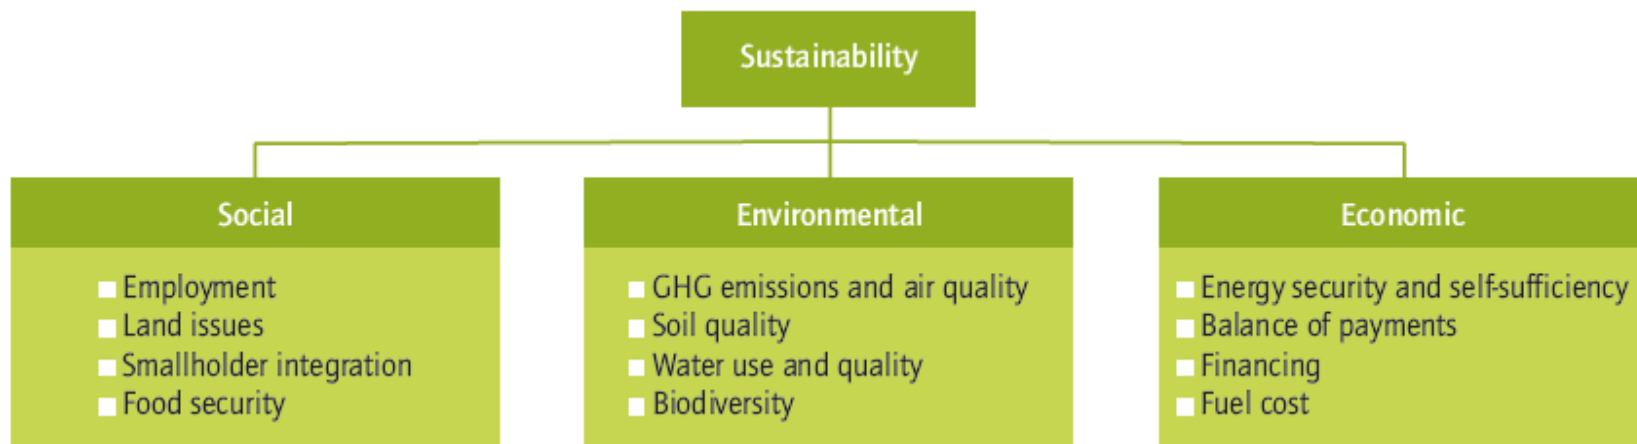 Sustainability
Social
Employment
Land issues
Smallholder integration
Food security
Environmental
GHG emissions and air quality
Soil quality
Water use and quality
Biodiversity
Economic
Energy security and self-sufficiency
Balance of payments
Financing
Fuel cost